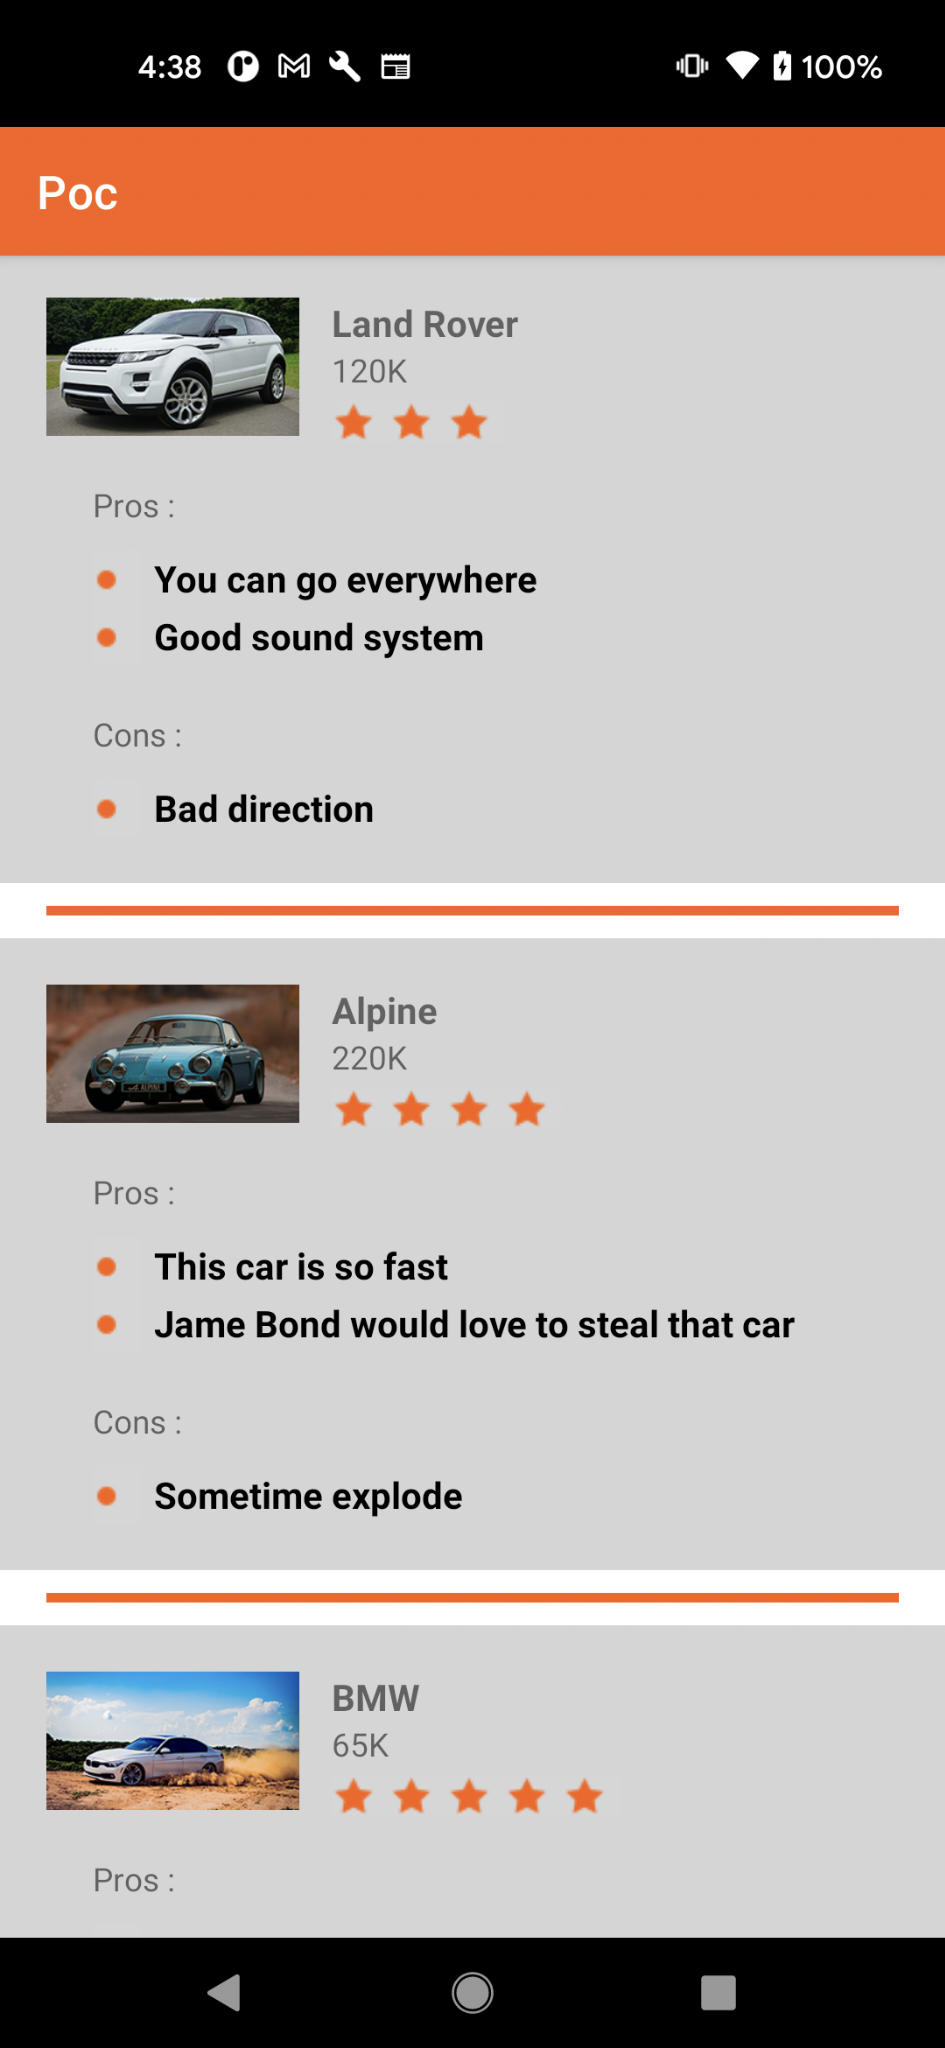 4:38
100%
Poc
Land Rover
120K
Pros :
You can go everywhere
Good sound system
Cons :
Bad direction
Alpine
220K
A. ALPINE
Pros :
This car is so fast
Jame Bond would love to steal that car
Cons :
Sometime explode
BMW
65K
Pros :